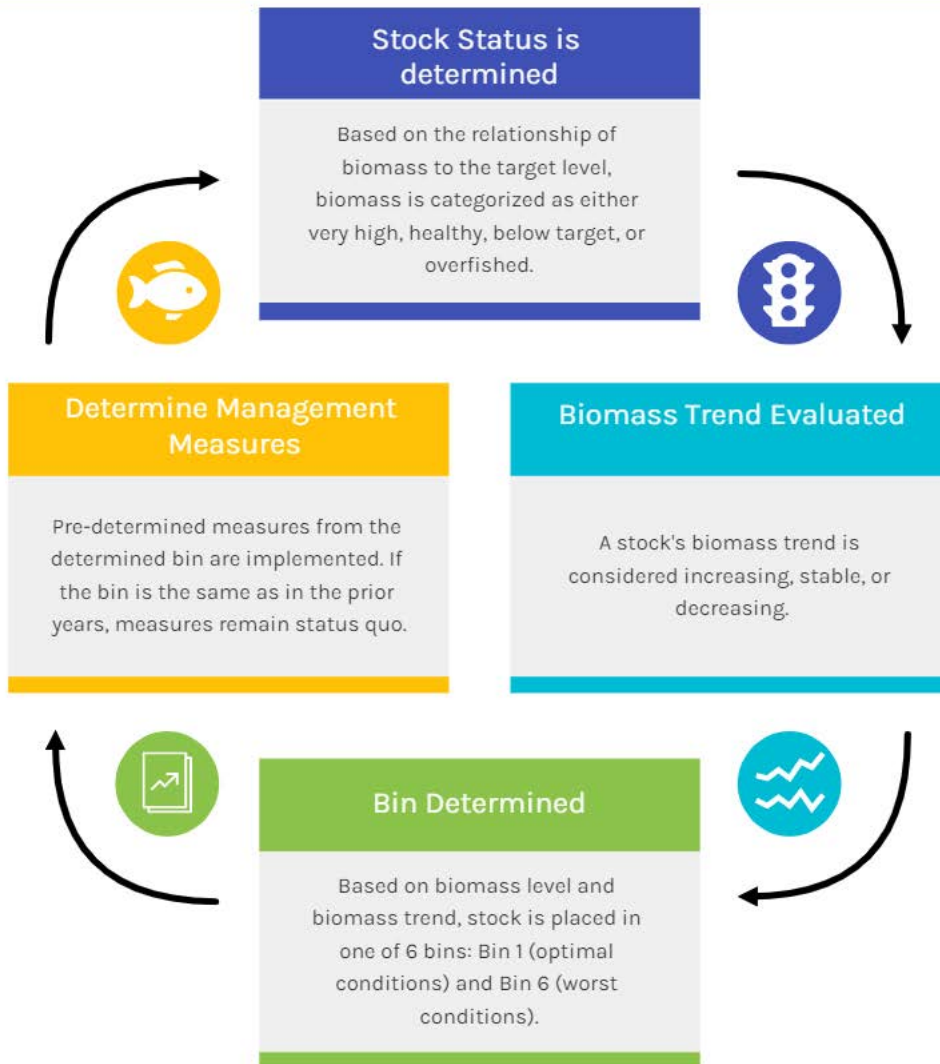 Stock Status is
determined
Based on the relationship of
biomass to the target level,
biomass is categorized as either
very high, healthy, below target, or
overfished.
Biomass Trend Evaluated
A stock's biomass trend is
considered increasing, stable, or
decreasing.
Bin Determined
Based on biomass level and
biomass trend, stock is placed in
one of 6 bins: Bin 1 (optimal
conditions) and Bin 6 (worst
conditions).
Determine Management
Measures
Pre-determined measures from the
determined bin are implemented. If
the bin is the same as in the prior
years, measures remain status quo.